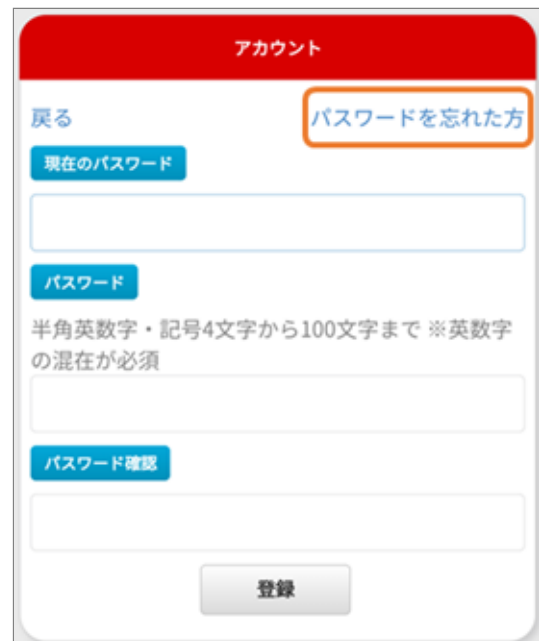 アカウント
戻る
パスワードを忘れた方
現在のパスワード
パスワード
半角英数字・記号4文字から100文字まで ※英数字
の混在が必須
パスワード確認
登録